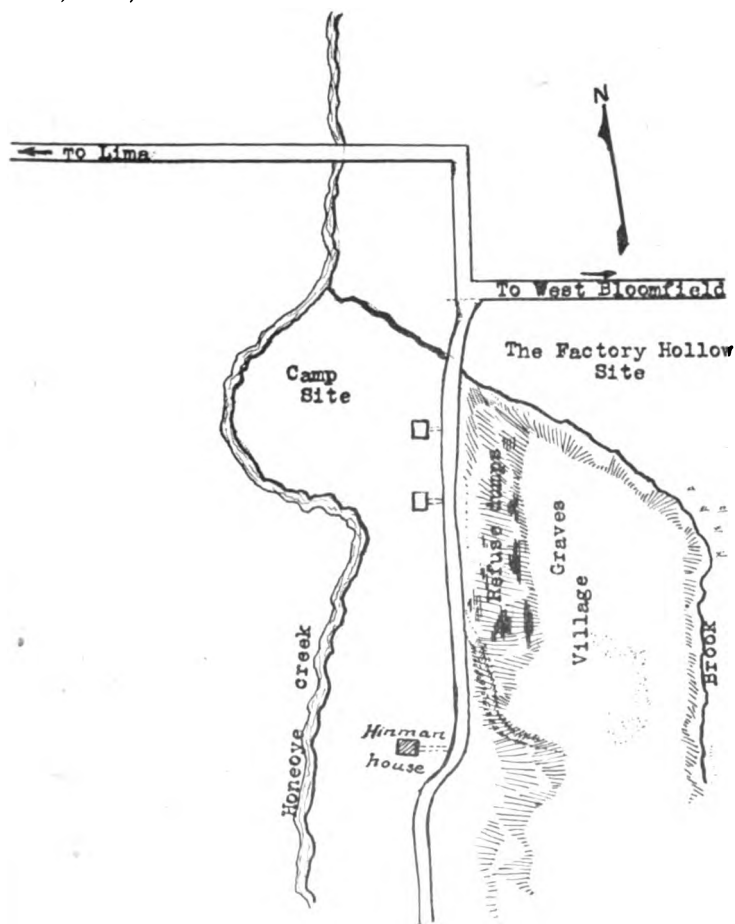 N
To Lima
To West Bloomfield
The Factory Hollow
Site
Camp
Site
Refuse dumps
Graves
Village
Brook
Honeoye creek
Hinman
house